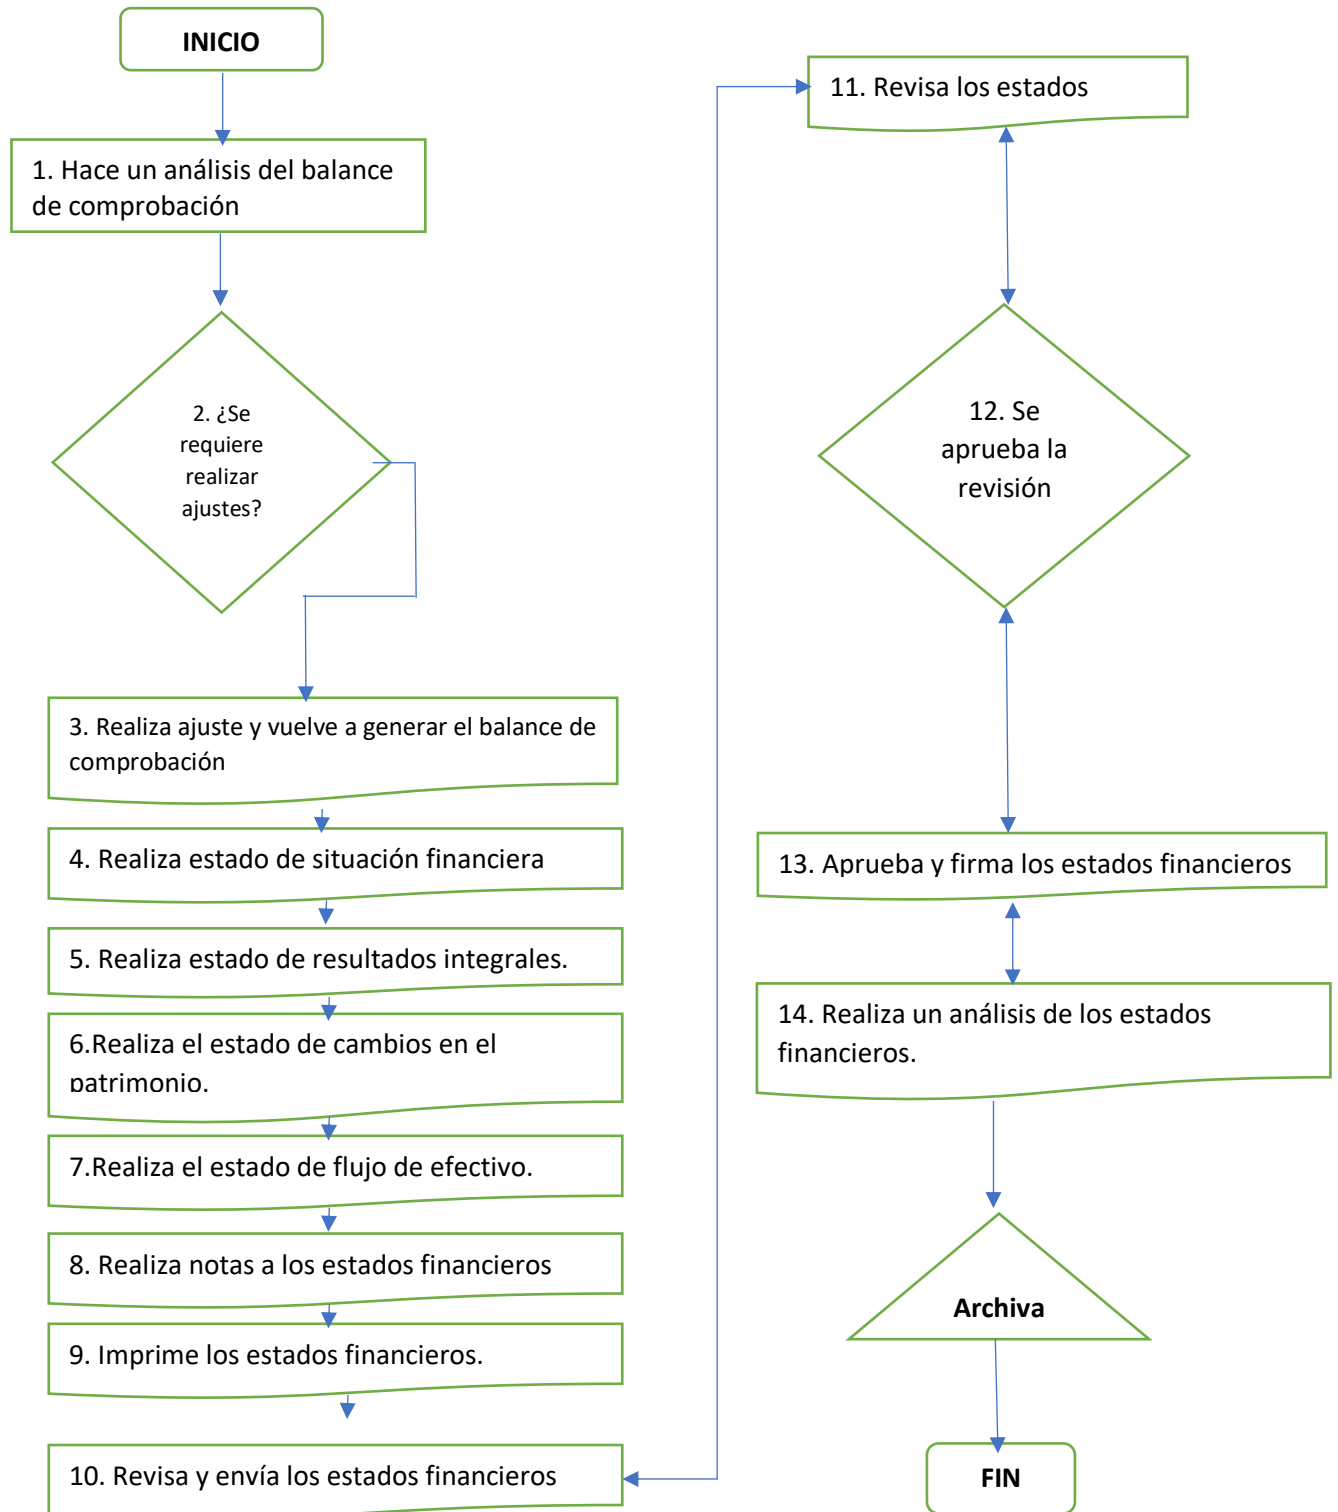 INICIO
1. Hace un análisis del balance
de comprobación
2. ¿Se
requiere
realizar
ajustes?
3. Realiza ajuste y vuelve a generar el balance de
comprobación
4. Realiza estado de situación financiera
5. Realiza estado de resultados integrales.
6.Realiza el estado de cambios en el
patrimonio.
7.Realiza el estado de flujo de efectivo.
8. Realiza notas a los estados financieros
9. Imprime los estados financieros.
10. Revisa y envía los estados financieros
11. Revisa los estados
12. Se
aprueba la
revisión
13. Aprueba y firma los estados financieros
14. Realiza un análisis de los estados
financieros.
Archiva
FIN